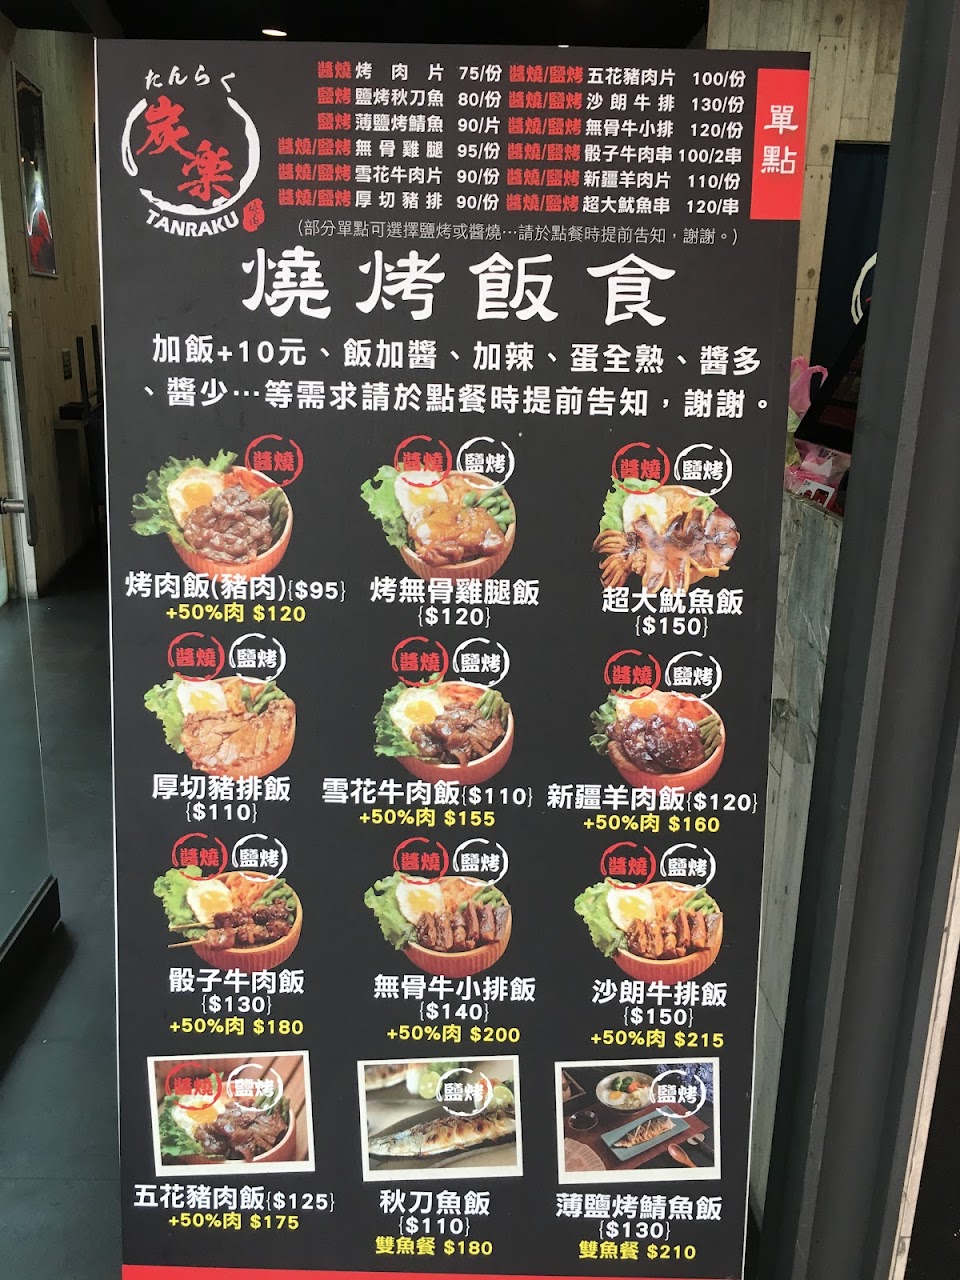 たんらく
炭楽
TANRAKU
單點
醬燒 烤肉片 75/份 醬燒/鹽烤 五花豬肉片 100/份
鹽烤 鹽烤秋刀魚 80/份 醬燒/鹽烤 沙朗牛排 130/份
鹽烤 薄鹽烤鯖魚 90/片 醬燒/鹽烤 無骨牛小排 120/份
醬燒/鹽烤 無骨雞腿 95/份 醬燒/鹽烤 骰子牛肉串 100/2串
醬燒/鹽烤 雪花牛肉片 90/份 醬燒/鹽烤 新疆羊肉片 110/份
醬燒/鹽烤 厚切豬排 90/份 醬燒/鹽烤 超大魷魚串 120/串
(部分單點可選擇鹽烤或醬燒…請於點餐時提前告知，謝謝。)
燒烤飯食
加飯+10元、飯加醬、加辣、蛋全熟、醬多
、醬少…等需求請於點餐時提前告知，謝謝。
醬燒
烤肉飯(豬肉){$95}
+50%肉 $120
醬燒 鹽烤
烤無骨雞腿飯
{$120}
醬燒 鹽烤
超大魷魚飯
{$150}
醬燒 鹽烤
厚切豬排飯
{$110}
醬燒 鹽烤
雪花牛肉飯{$110}
+50%肉 $155
醬燒 鹽烤
新疆羊肉飯{$120}
+50%肉 $160
醬燒 鹽烤
骰子牛肉飯
{$130}
+50%肉 $180
醬燒 鹽烤
無骨牛小排飯
{$140}
+50%肉 $200
醬燒 鹽烤
沙朗牛排飯
{$150}
+50%肉 $215
醬燒 鹽烤
五花豬肉飯{$125}
+50%肉 $175
鹽烤
秋刀魚飯
{$110}
雙魚餐 $180
鹽烤
薄鹽烤鯖魚飯
{$130}
雙魚餐 $210